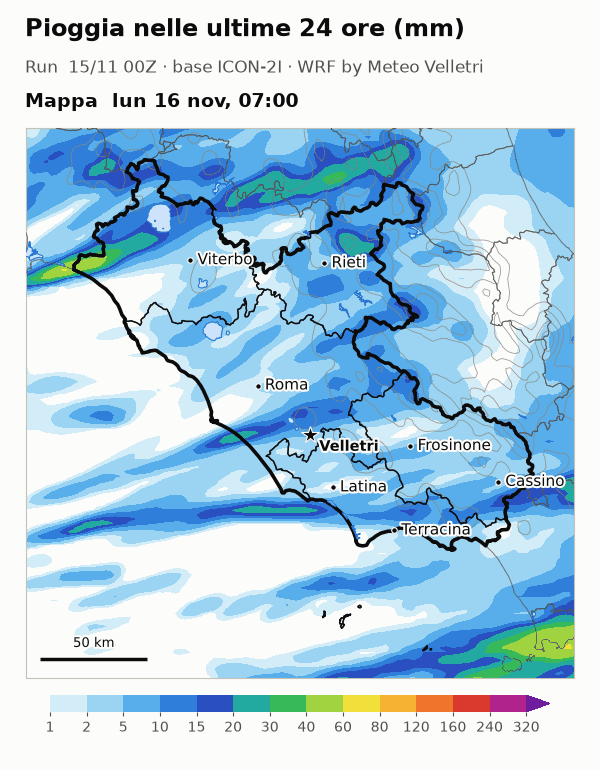 Pioggia nelle ultime 24 ore (mm)
Run  15/11 00Z · base ICON-2I · WRF by Meteo Velletri
Mappa  lun 16 nov, 07:00
Viterbo
Rieti
Roma
Velletri
Frosinone
Latina
Cassino
Terracina
50 km
1 2 5 10 15 20 30 40 60 80 120 160 240 320